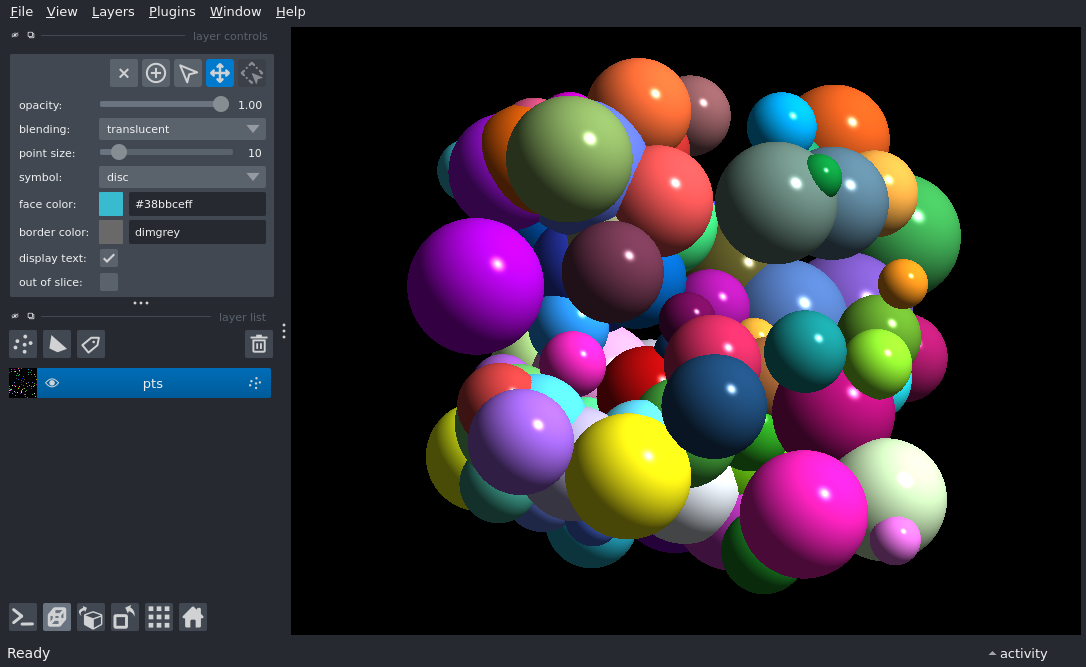 File View Layers Plugins Window Help
layer controls
opacity: 1.00
blending: translucent
point size: 10
symbol: disc
face color: #38bbceff
border color: dimgrey
display text:
out of slice:
layer list
pts
Ready
activity